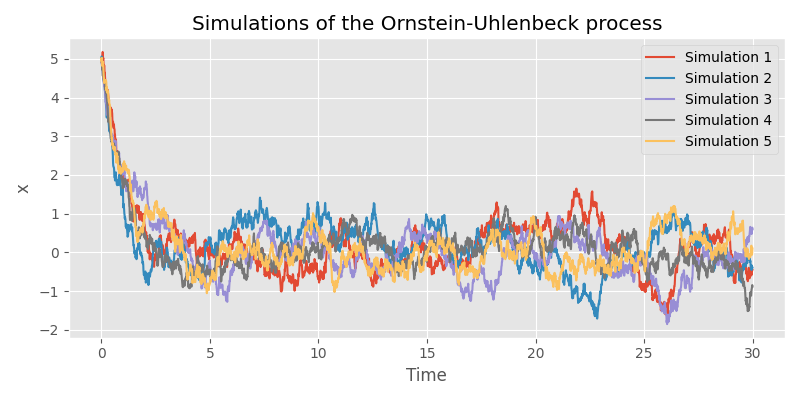 Simulations of the Ornstein-Uhlenbeck process
Simulation 1
Simulation 2
Simulation 3
Simulation 4
Simulation 5
x
5
4
3
2
1
0
−1
−2
0 5 10 15 20 25 30
Time